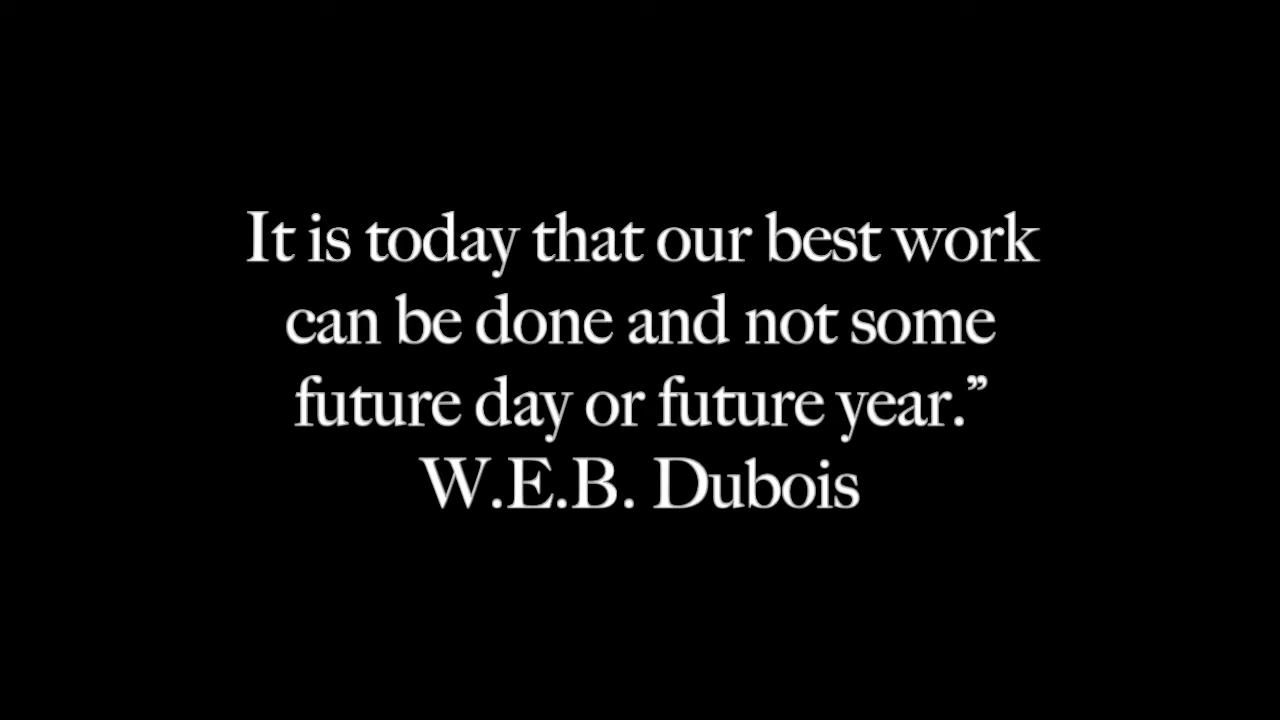 It is today that our best work
can be done and not some
future day or future year.”
W.E.B. Dubois